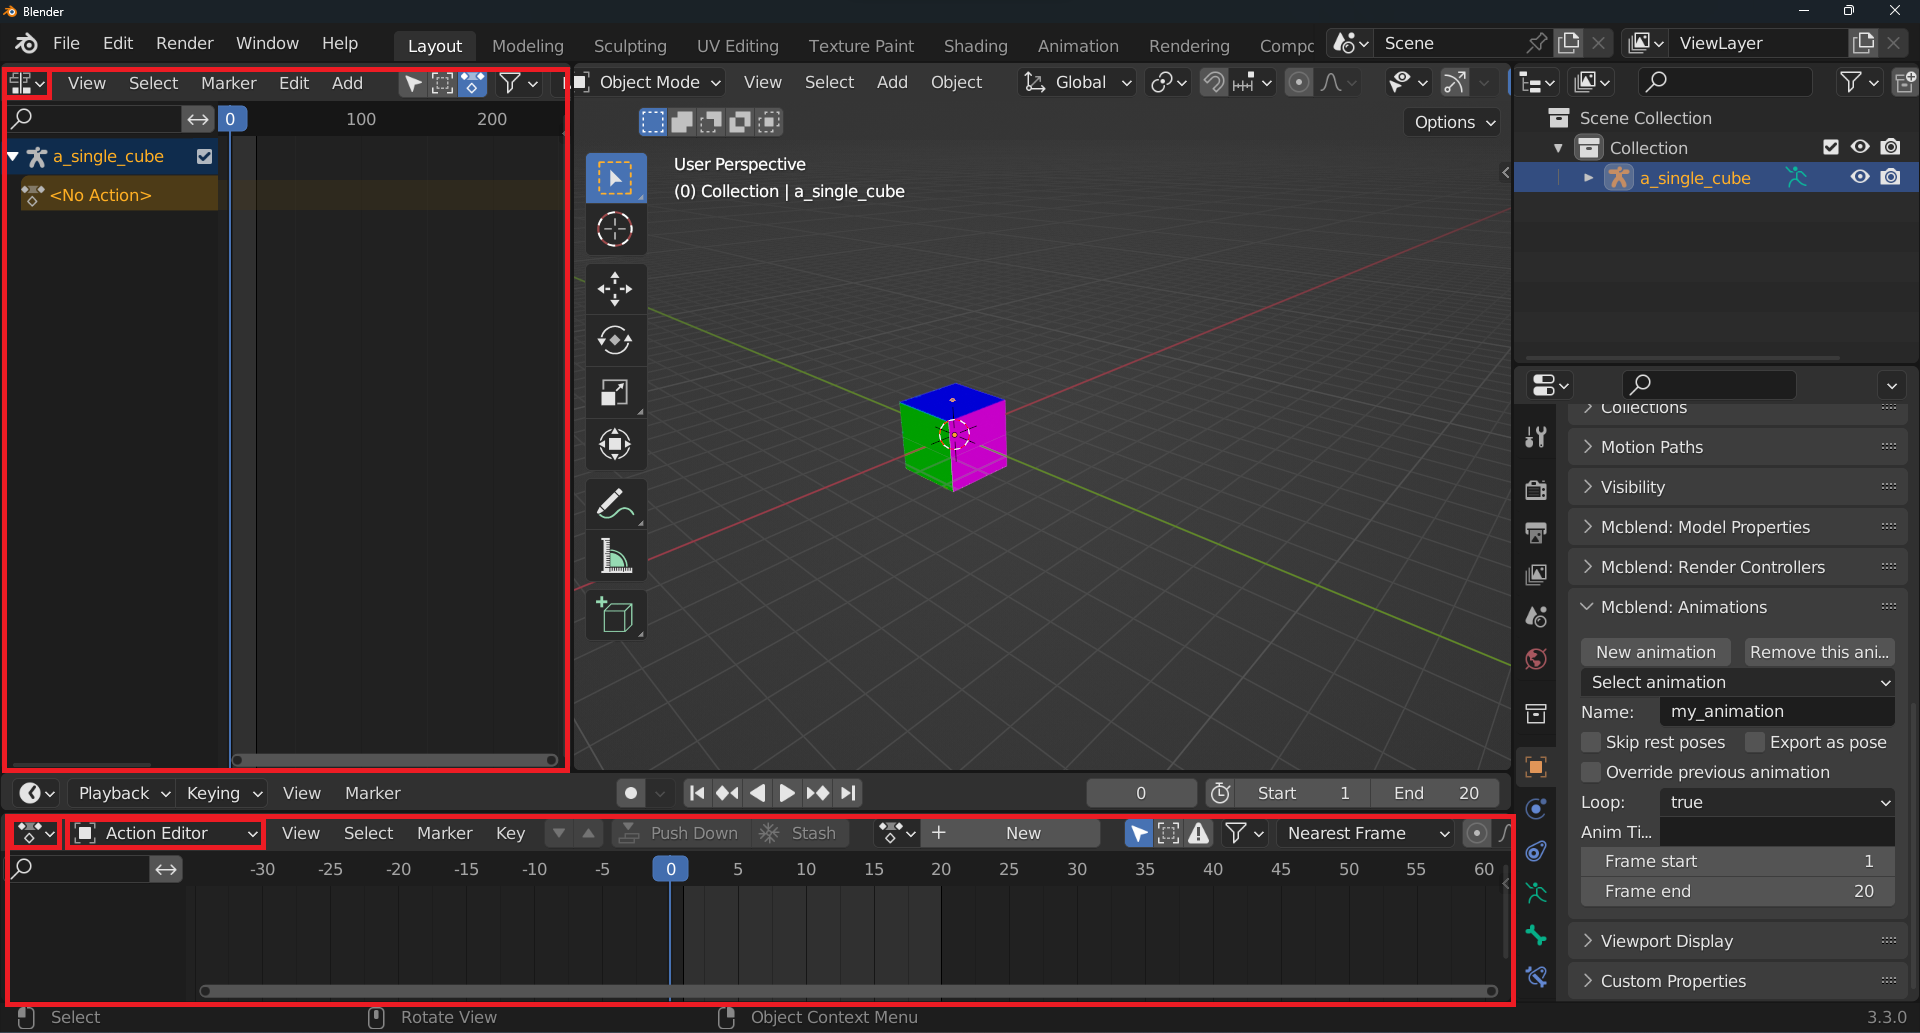 Blender
File Edit Render Window Help Layout Modeling Sculpting UV Editing Texture Paint Shading Animation Rendering Compo Scene ViewLayer
View Select Marker Edit Add
0 100 200
a_single_cube
<No Action>
Object Mode View Select Add Object Global
Options
User Perspective
(0) Collection | a_single_cube
Scene Collection
Collection
a_single_cube
Collections
Motion Paths
Visibility
Mcblend: Model Properties
Mcblend: Render Controllers
Mcblend: Animations
New animation Remove this ani...
Select animation
Name: my_animation
Skip rest poses Export as pose
Override previous animation
Loop: true
Anim Ti...
Frame start 1
Frame end 20
Viewport Display
Custom Properties
Playback Keying View Marker 0 Start 1 End 20
Action Editor View Select Marker Key Push Down Stash New Nearest Frame
-30 -25 -20 -15 -10 -5 0 5 10 15 20 25 30 35 40 45 50 55 60
Select Rotate View Object Context Menu 3.3.0